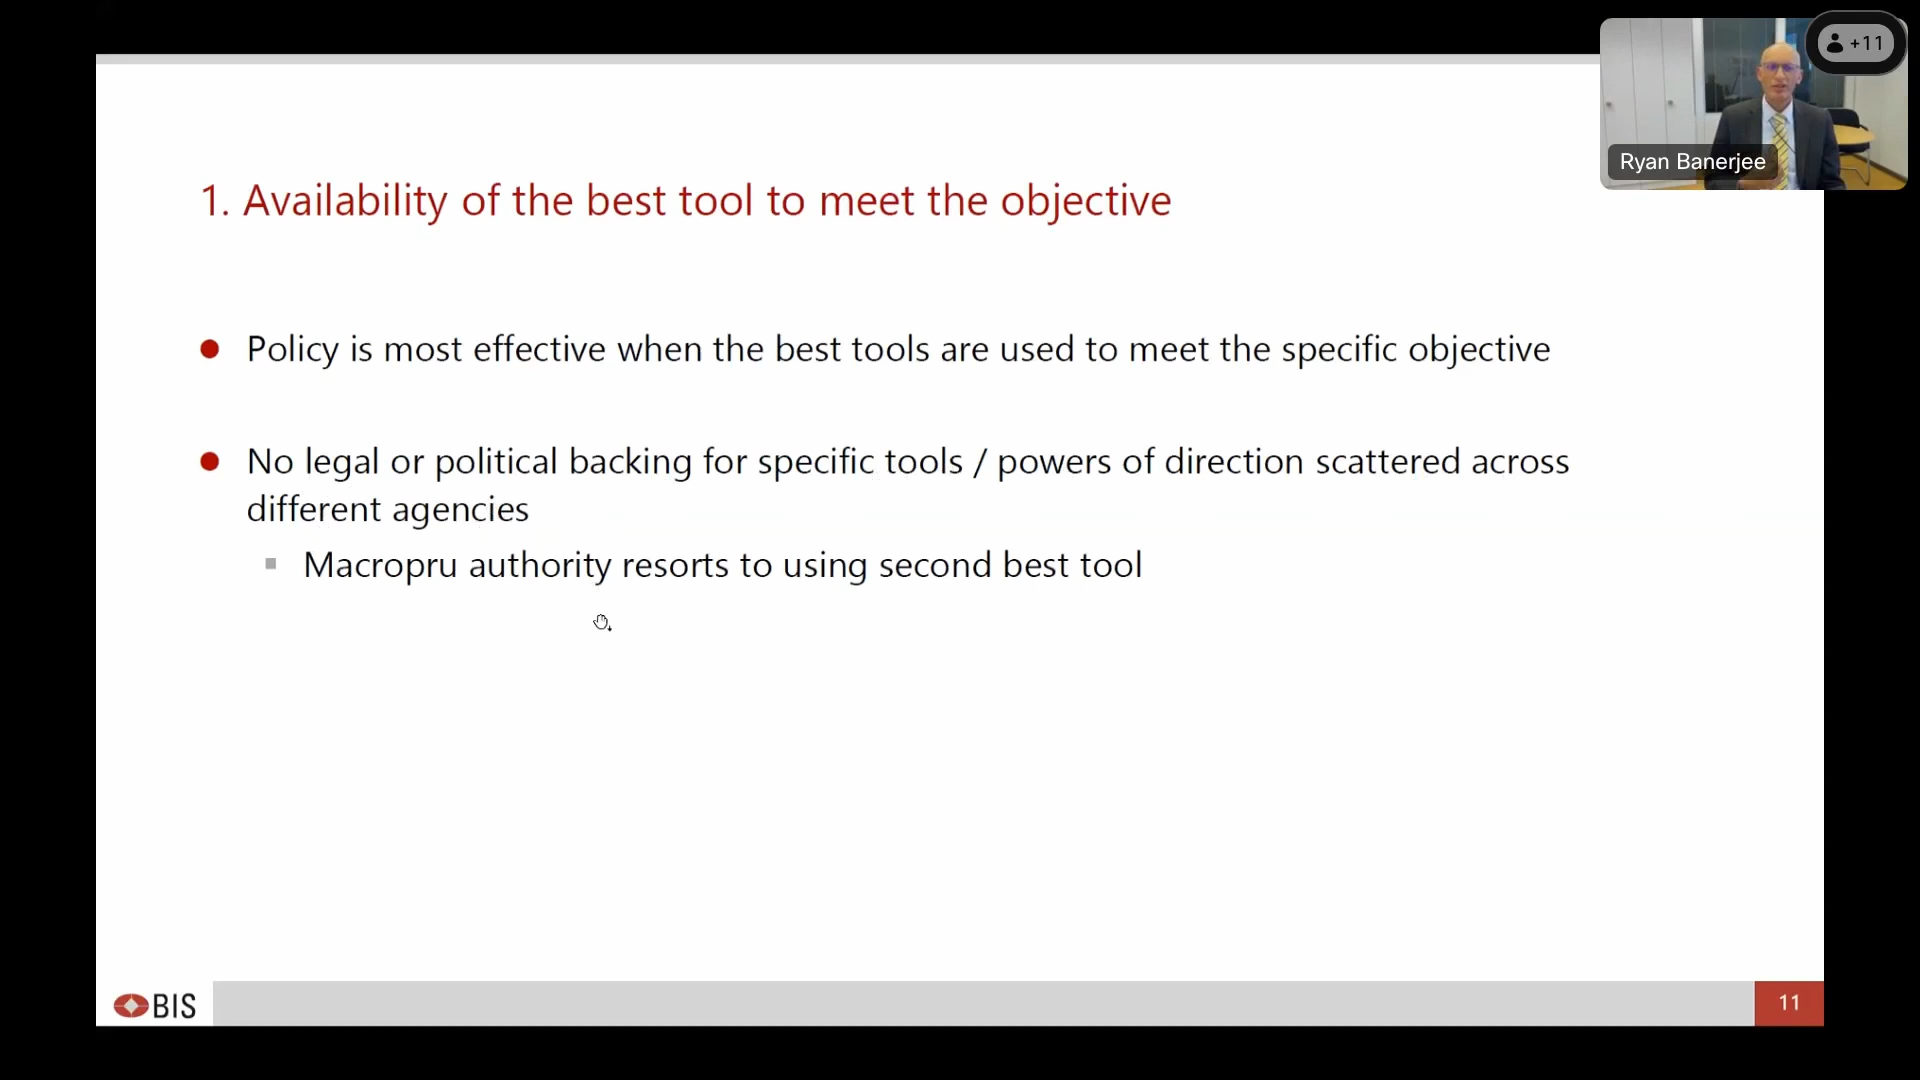 +11
Ryan Banerjee
1. Availability of the best tool to meet the objective
Policy is most effective when the best tools are used to meet the specific objective
No legal or political backing for specific tools / powers of direction scattered across
different agencies
Macropru authority resorts to using second best tool
BIS
11